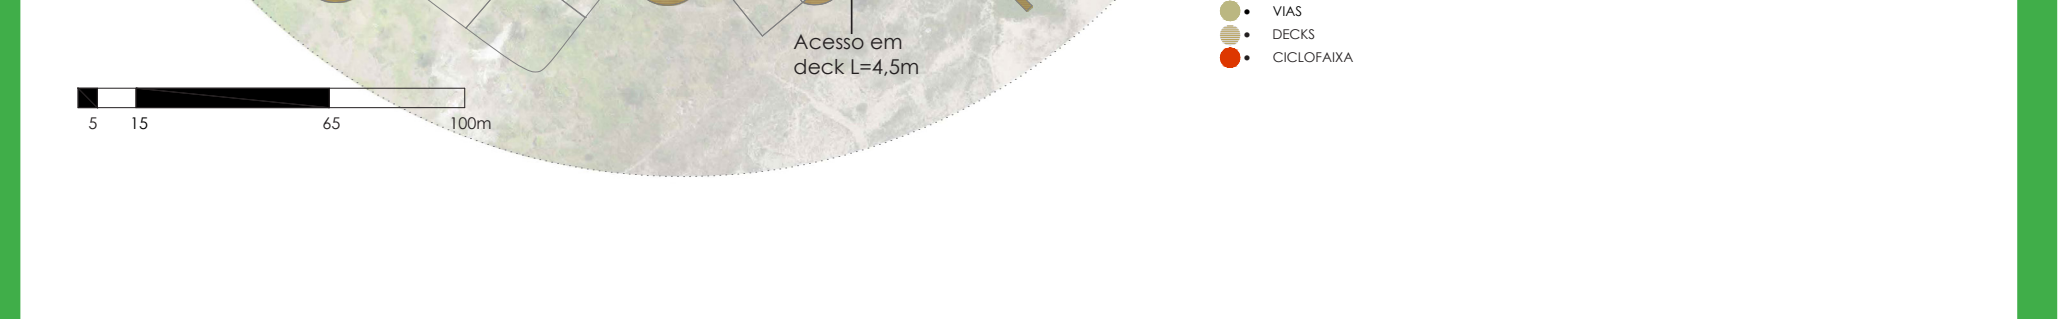 • VIAS
• DECKS
• CICLOFAIXA
Acesso em
deck L=4,5m
5 15 65 100m